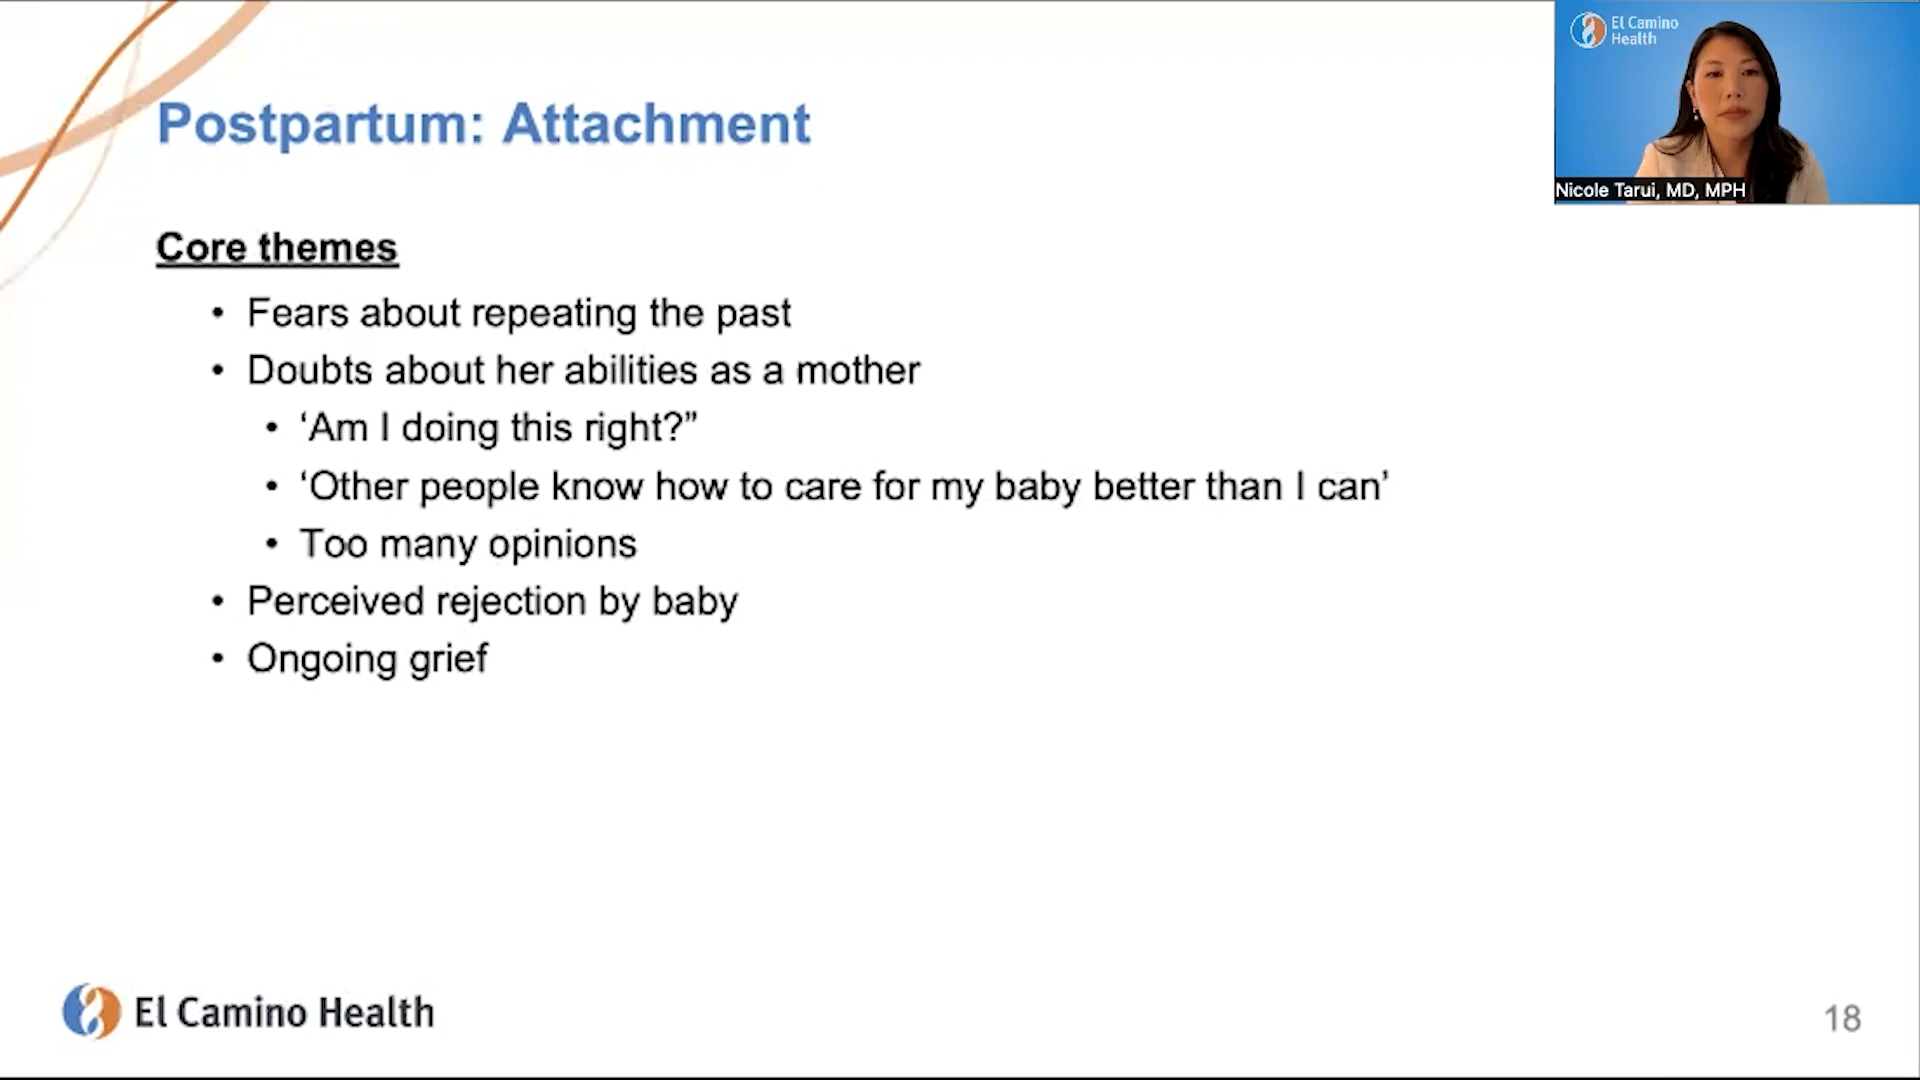 El Camino
Health
Nicole Tarui, MD, MPH
Postpartum: Attachment
Core themes
• Fears about repeating the past
• Doubts about her abilities as a mother
• ‘Am I doing this right?”
• ‘Other people know how to care for my baby better than I can’
• Too many opinions
• Perceived rejection by baby
• Ongoing grief
El Camino Health
18